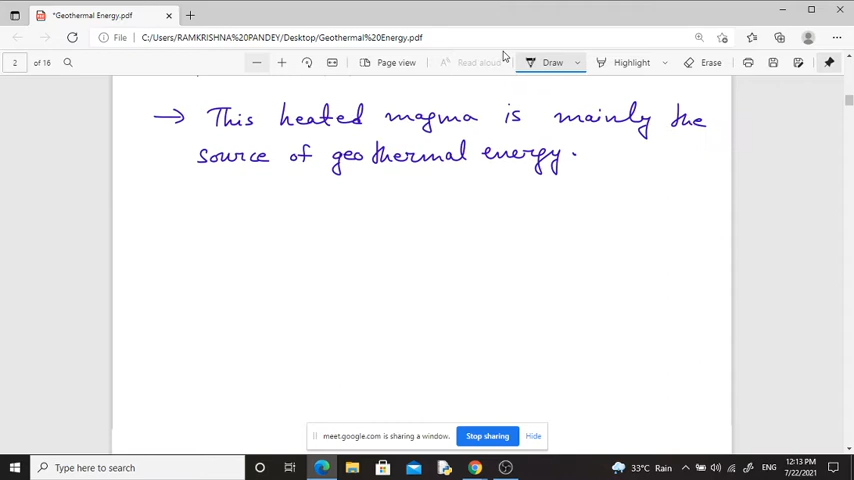 *Geothermal Energy.pdf
File C:/Users/RAMKRISHNA%20PANDEY/Desktop/Geothermal%20Energy.pdf
2 of 16 Page view Read aloud Draw Highlight Erase
→ This heated magma is mainly the
source of geothermal energy.
meet.google.com is sharing a window. Stop sharing Hide
Type here to search 33°C Rain ENG 12:13 PM
7/22/2021